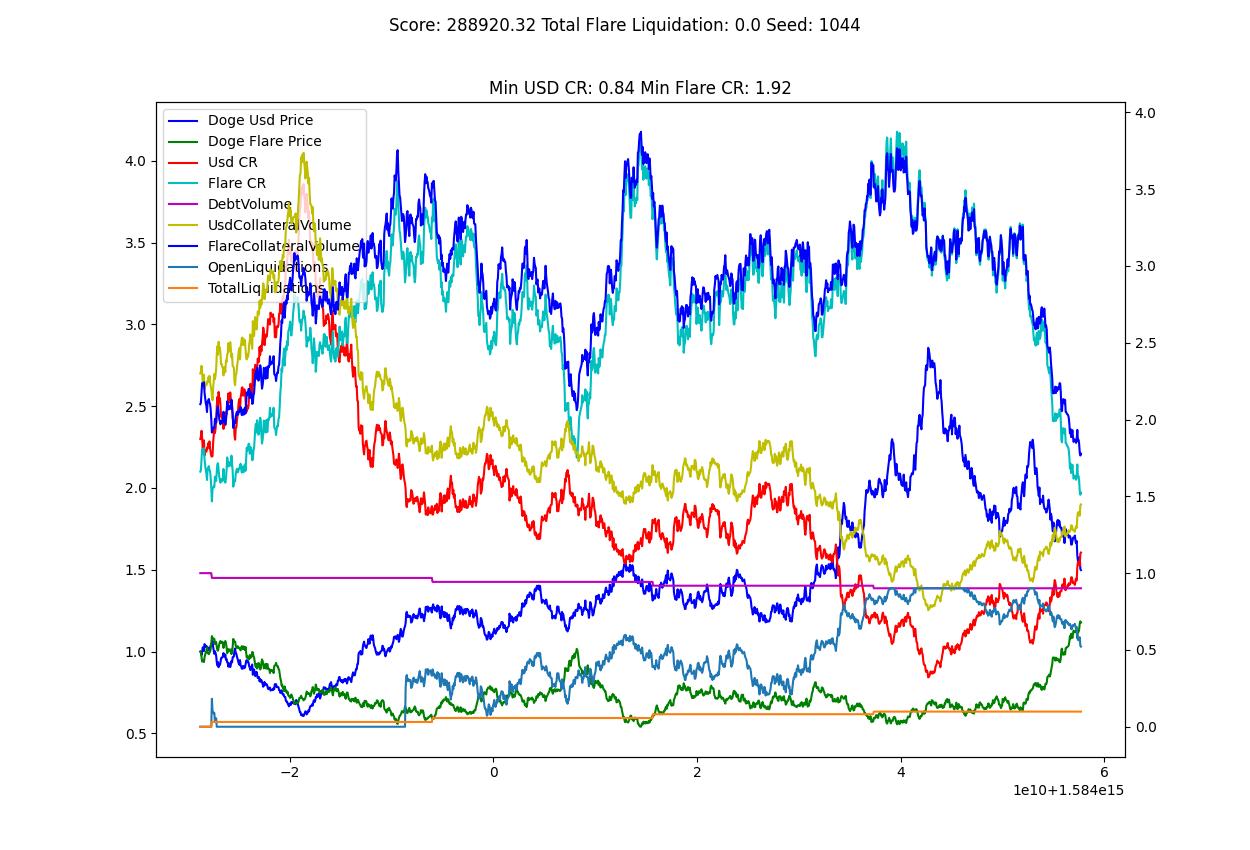 Score: 288920.32 Total Flare Liquidation: 0.0 Seed: 1044
Min USD CR: 0.84 Min Flare CR: 1.92
Doge Usd Price
Doge Flare Price
Usd CR
Flare CR
DebtVolume
UsdCollateralVolume
FlareCollateralVolume
OpenLiquidations
TotalLiquidations
4.0
3.5
3.0
2.5
2.0
1.5
1.0
0.5
4.0
3.5
3.0
2.5
2.0
1.5
1.0
0.5
0.0
−2 0 2 4 6
1e10+1.584e15